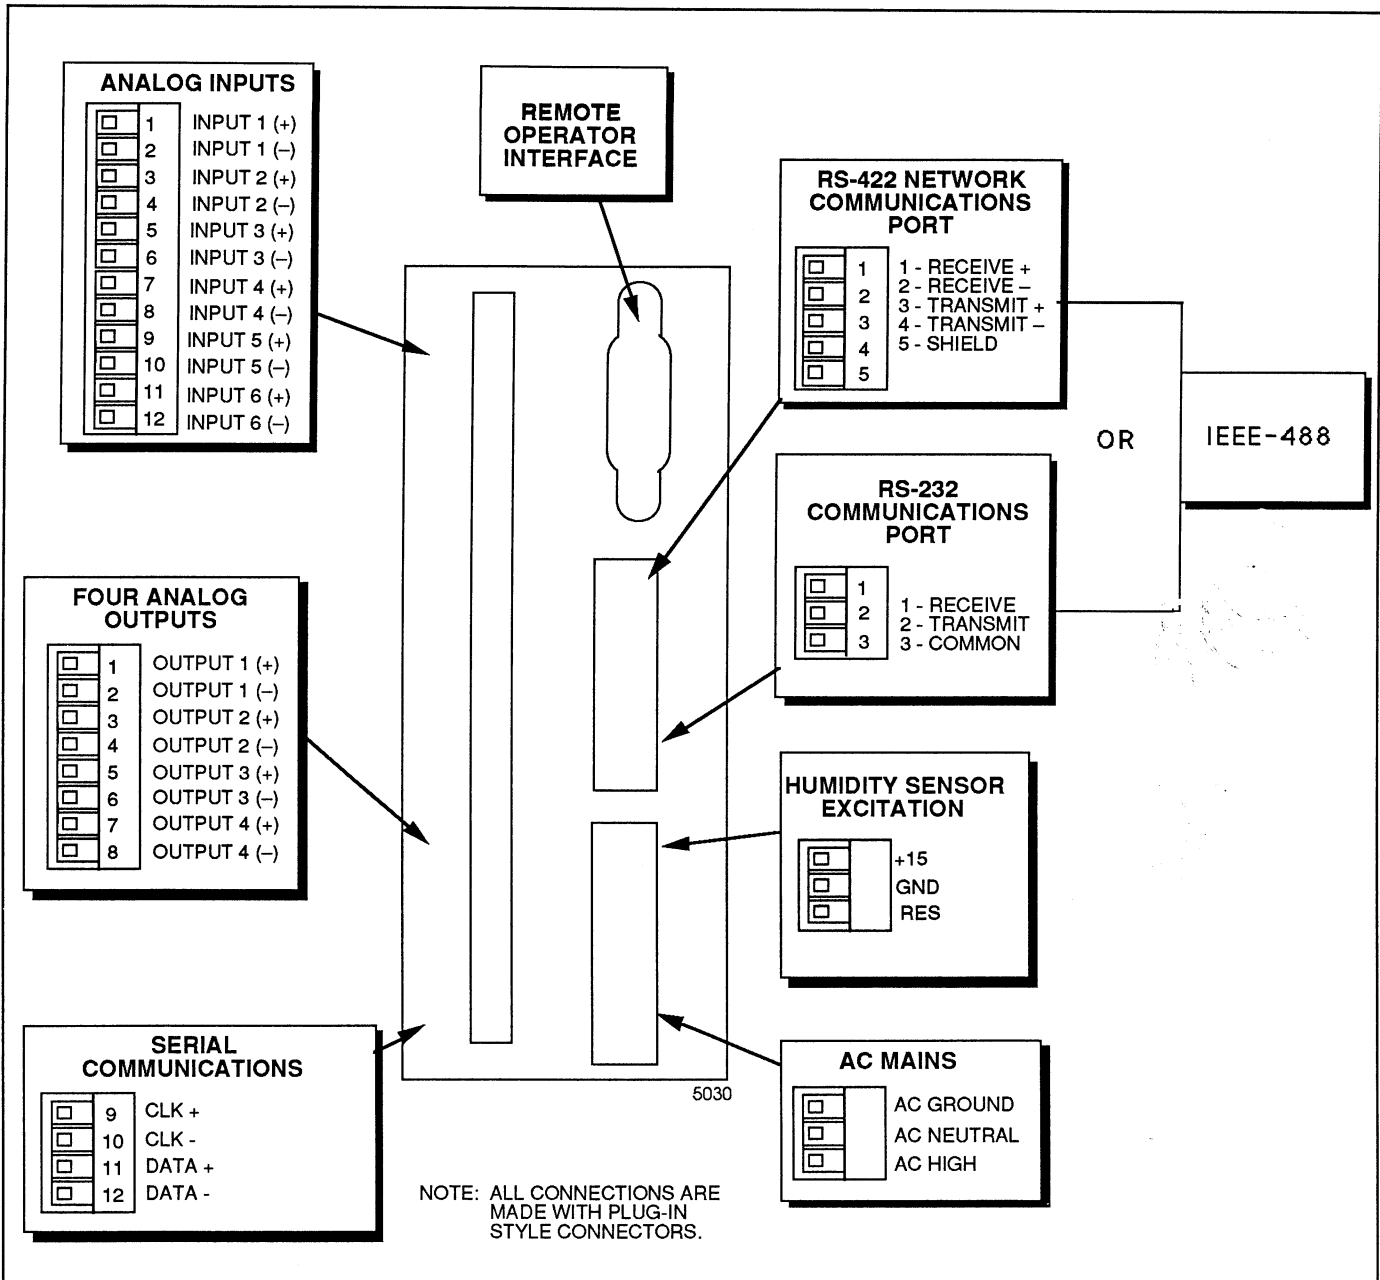 ANALOG INPUTS
1 INPUT 1 (+)
2 INPUT 1 (–)
3 INPUT 2 (+)
4 INPUT 2 (–)
5 INPUT 3 (+)
6 INPUT 3 (–)
7 INPUT 4 (+)
8 INPUT 4 (–)
9 INPUT 5 (+)
10 INPUT 5 (–)
11 INPUT 6 (+)
12 INPUT 6 (–)
REMOTE
OPERATOR
INTERFACE
RS-422 NETWORK
COMMUNICATIONS
PORT
1
2
3
4
5
1 - RECEIVE +
2 - RECEIVE –
3 - TRANSMIT +
4 - TRANSMIT –
5 - SHIELD
OR
IEEE-488
RS-232
COMMUNICATIONS
PORT
1
2
3
1 - RECEIVE
2 - TRANSMIT
3 - COMMON
FOUR ANALOG
OUTPUTS
1 OUTPUT 1 (+)
2 OUTPUT 1 (–)
3 OUTPUT 2 (+)
4 OUTPUT 2 (–)
5 OUTPUT 3 (+)
6 OUTPUT 3 (–)
7 OUTPUT 4 (+)
8 OUTPUT 4 (–)
HUMIDITY SENSOR
EXCITATION
+15
GND
RES
SERIAL
COMMUNICATIONS
9 CLK +
10 CLK -
11 DATA +
12 DATA -
AC MAINS
AC GROUND
AC NEUTRAL
AC HIGH
5030
NOTE: ALL CONNECTIONS ARE
MADE WITH PLUG-IN
STYLE CONNECTORS.